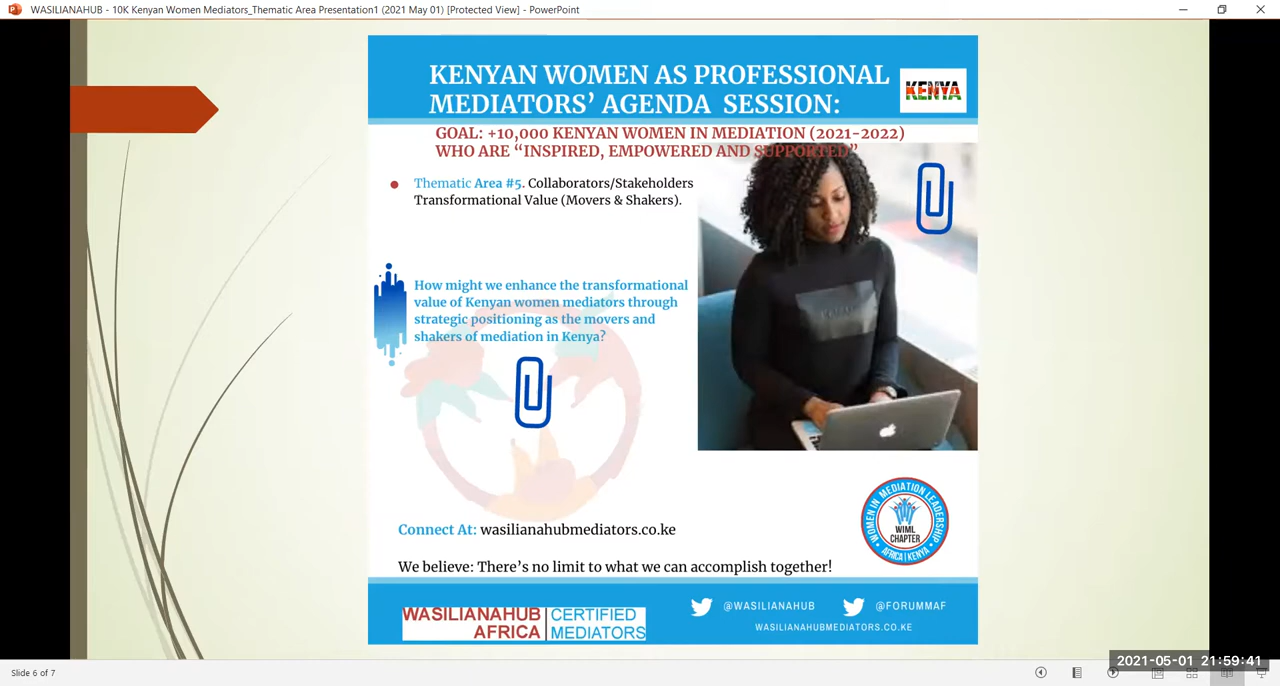 WASILIANAHUB - 10K Kenyan Women Mediators_Thematic Area Presentation1 (2021 May 01) [Protected View] - PowerPoint
KENYAN WOMEN AS PROFESSIONAL
MEDIATORS’ AGENDA SESSION:
KENYA
GOAL: +10,000 KENYAN WOMEN IN MEDIATION (2021-2022)
WHO ARE “INSPIRED, EMPOWERED AND SUPPORTED”
Thematic Area #5. Collaborators/Stakeholders
Transformational Value (Movers & Shakers).
How might we enhance the transformational
value of Kenyan women mediators through
strategic positioning as the movers and
shakers of mediation in Kenya?
WOMEN IN MEDIATION LEADERSHIP
WIML
CHAPTER
AFRICA | KENYA
Connect At: wasilianahubmediators.co.ke
We believe: There’s no limit to what we can accomplish together!
WASILIANAHUB CERTIFIED
AFRICA MEDIATORS
@WASILIANAHUB @FORUMMAF
WASILIANAHUBMEDIATORS.CO.KE
2021-05-01 21:59:41
Slide 6 of 7